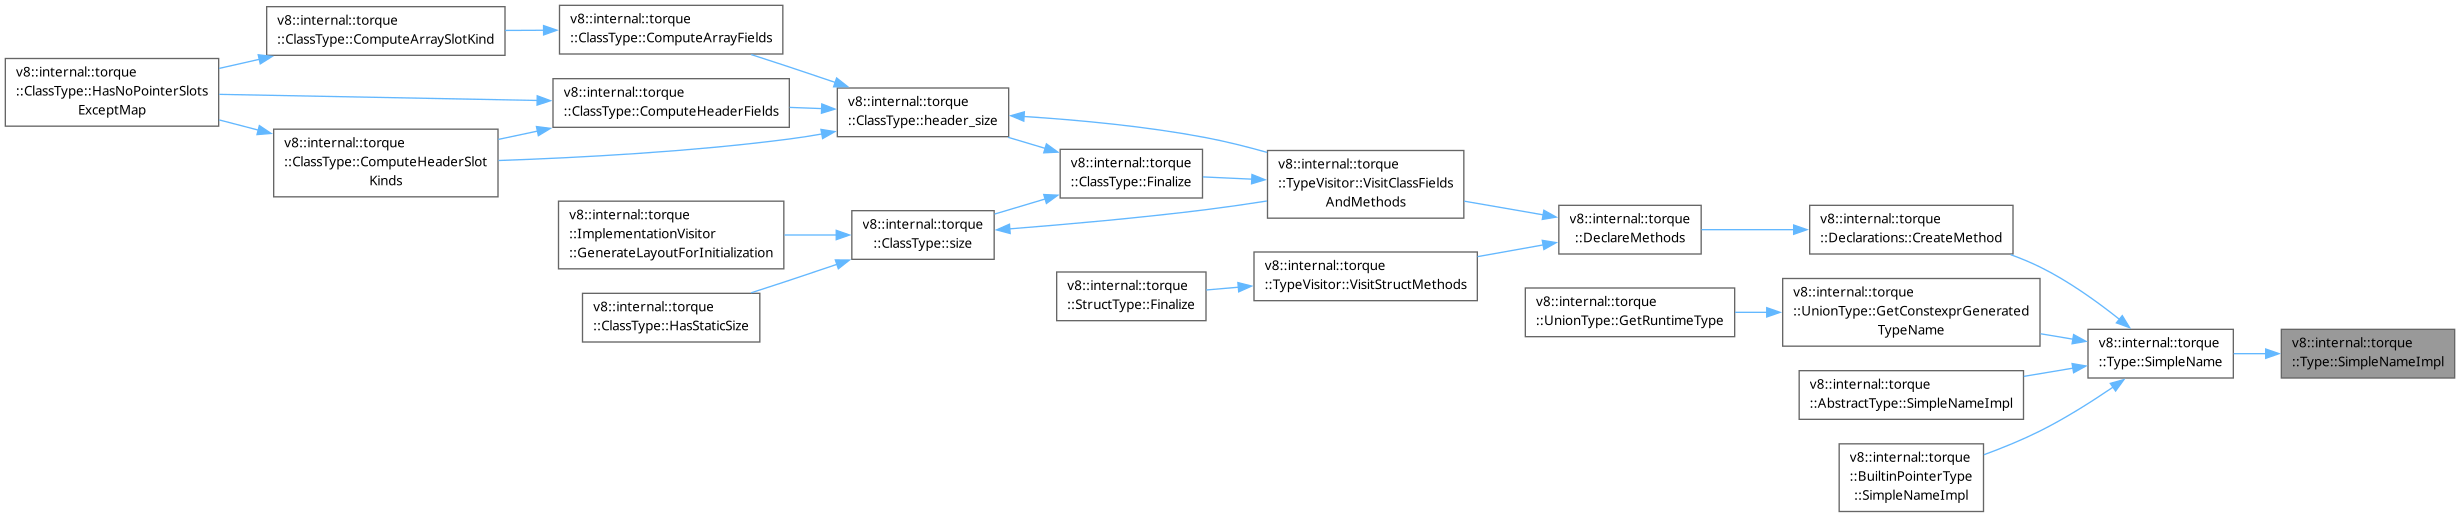 v8::internal::torque
::ClassType::HasNoPointerSlots
ExceptMap
v8::internal::torque
::ClassType::ComputeArraySlotKind
v8::internal::torque
::ClassType::ComputeHeaderSlot
Kinds
v8::internal::torque
::ClassType::ComputeArrayFields
v8::internal::torque
::ClassType::ComputeHeaderFields
v8::internal::torque
::ImplementationVisitor
::GenerateLayoutForInitialization
v8::internal::torque
::ClassType::HasStaticSize
v8::internal::torque
::ClassType::header_size
v8::internal::torque
::ClassType::size
v8::internal::torque
::ClassType::Finalize
v8::internal::torque
::StructType::Finalize
v8::internal::torque
::TypeVisitor::VisitClassFields
AndMethods
v8::internal::torque
::TypeVisitor::VisitStructMethods
v8::internal::torque
::DeclareMethods
v8::internal::torque
::UnionType::GetRuntimeType
v8::internal::torque
::Declarations::CreateMethod
v8::internal::torque
::UnionType::GetConstexprGenerated
TypeName
v8::internal::torque
::AbstractType::SimpleNameImpl
v8::internal::torque
::BuiltinPointerType
::SimpleNameImpl
v8::internal::torque
::Type::SimpleName
v8::internal::torque
::Type::SimpleNameImpl